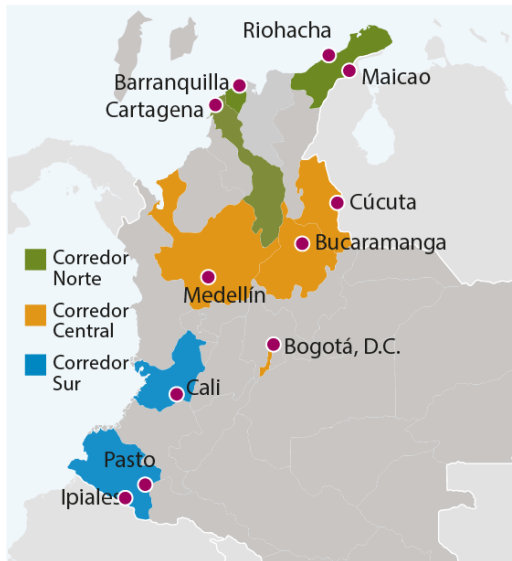 Riohacha
Maicao
Barranquilla
Cartagena
Cúcuta
Bucaramanga
Medellín
Corredor
Norte
Corredor
Central
Corredor
Sur
Bogotá, D.C.
Cali
Pasto
Ipiales